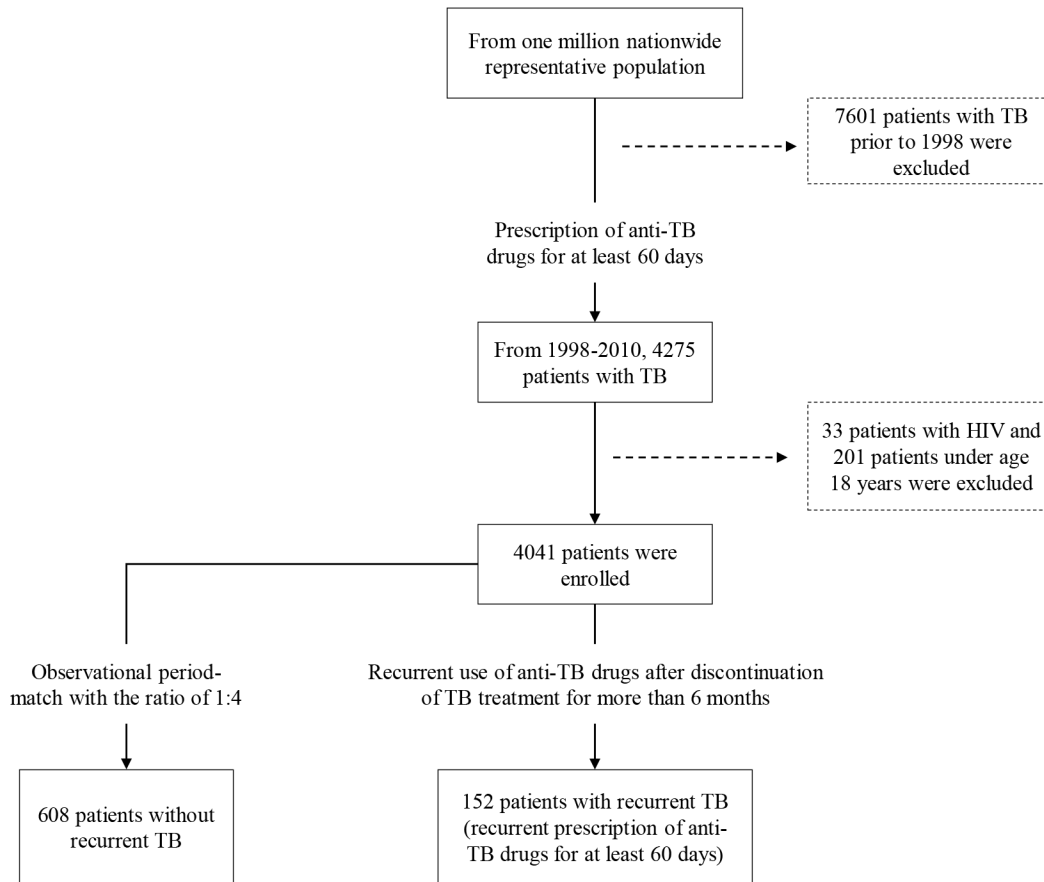 From one million nationwide
representative population
7601 patients with TB
prior to 1998 were
excluded
Prescription of anti-TB
drugs for at least 60 days
From 1998-2010, 4275
patients with TB
33 patients with HIV and
201 patients under age
18 years were excluded
4041 patients were
enrolled
Observational period-
match with the ratio of 1:4
Recurrent use of anti-TB drugs after discontinuation
of TB treatment for more than 6 months
608 patients without
recurrent TB
152 patients with recurrent TB
(recurrent prescription of anti-
TB drugs for at least 60 days)